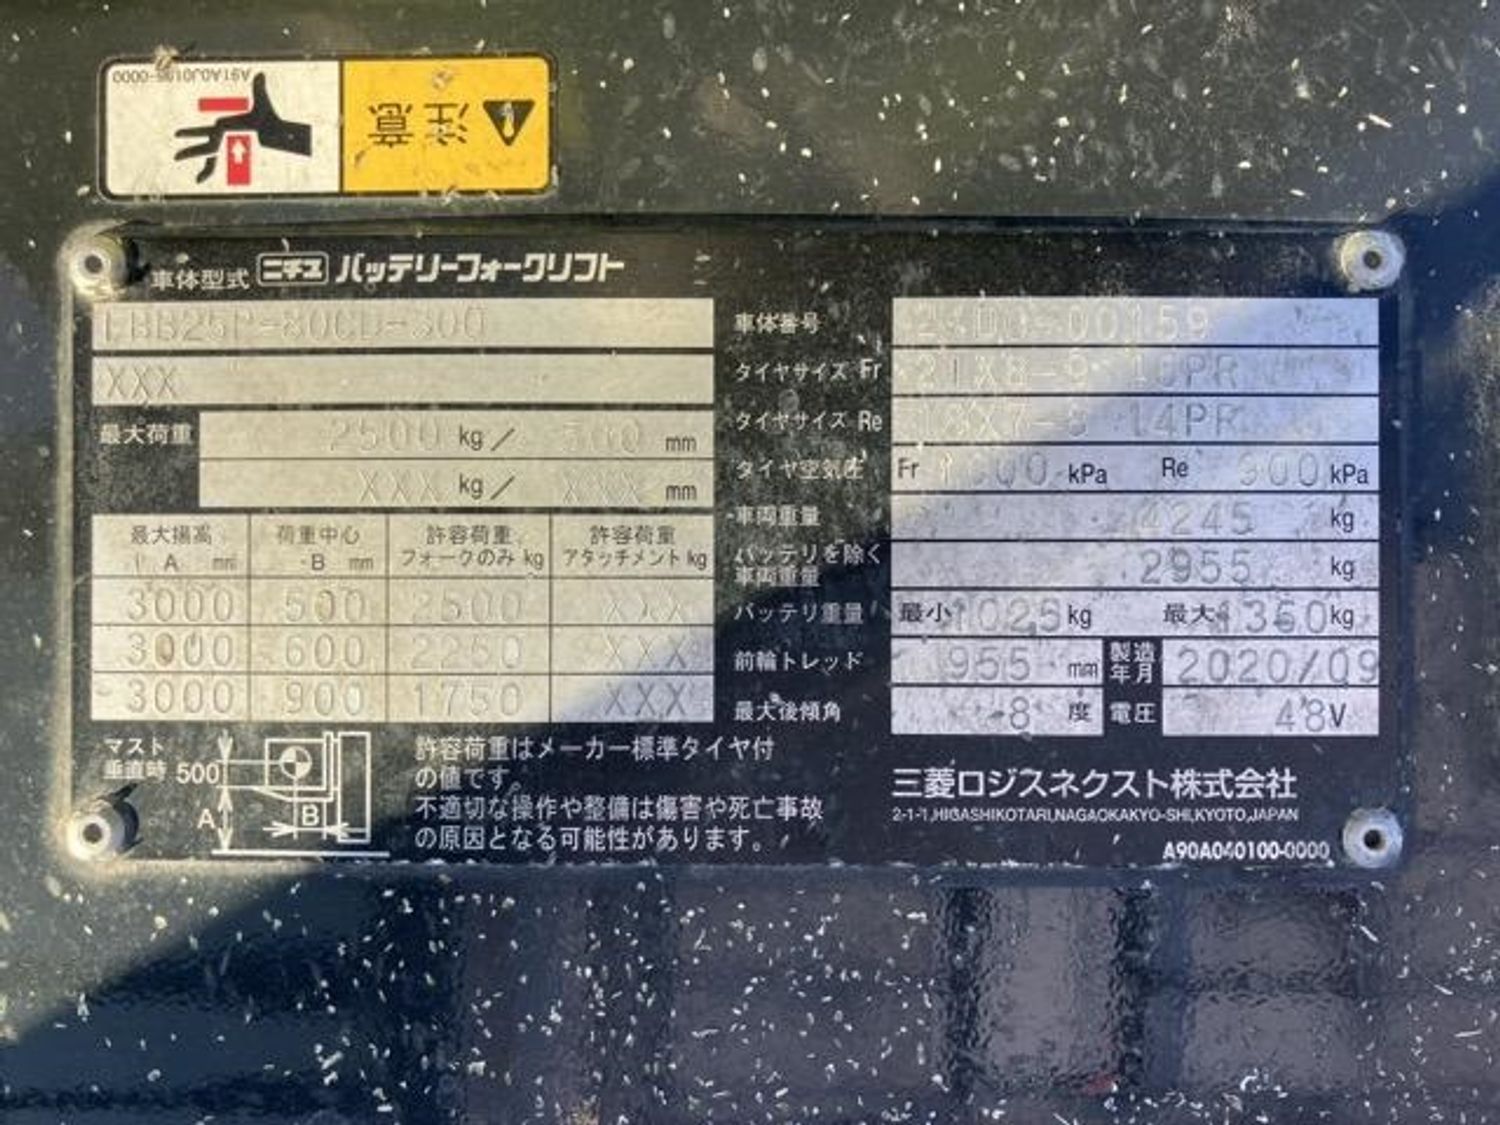 注意
車体型式 ニチユ バッテリーフォークリフト
XXX
最大荷重 2500 kg／ 500 mm
XXX kg／ XXX mm
最大揚高 A mm 荷重中心 B mm 許容荷重 フォークのみ kg 許容荷重 アタッチメント kg
3000 500 2500 XXX
3000 600 2250 XXX
3000 900 1750 XXX
マスト
垂直時 500
A
B
許容荷重はメーカー標準タイヤ付
の値です。
不適切な操作や整備は傷害や死亡事故
の原因となる可能性があります。
車体番号
タイヤサイズ Fr 21X8-9 16PR
タイヤサイズ Re 18X7-8 14PR
タイヤ空気圧 Fr kPa Re 900 kPa
車両重量 4245 kg
バッテリを除く
車両重量 2955 kg
バッテリ重量 最小 1025 kg 最大 1360 kg
前輪トレッド 955 mm 製造年月 2020/09
最大後傾角 8 度 電圧 48 V
三菱ロジスネクスト株式会社
2-1-1,HIGASHIKOTARI,NAGAOKAKYO-SHI,KYOTO,JAPAN
A90A040100-0000